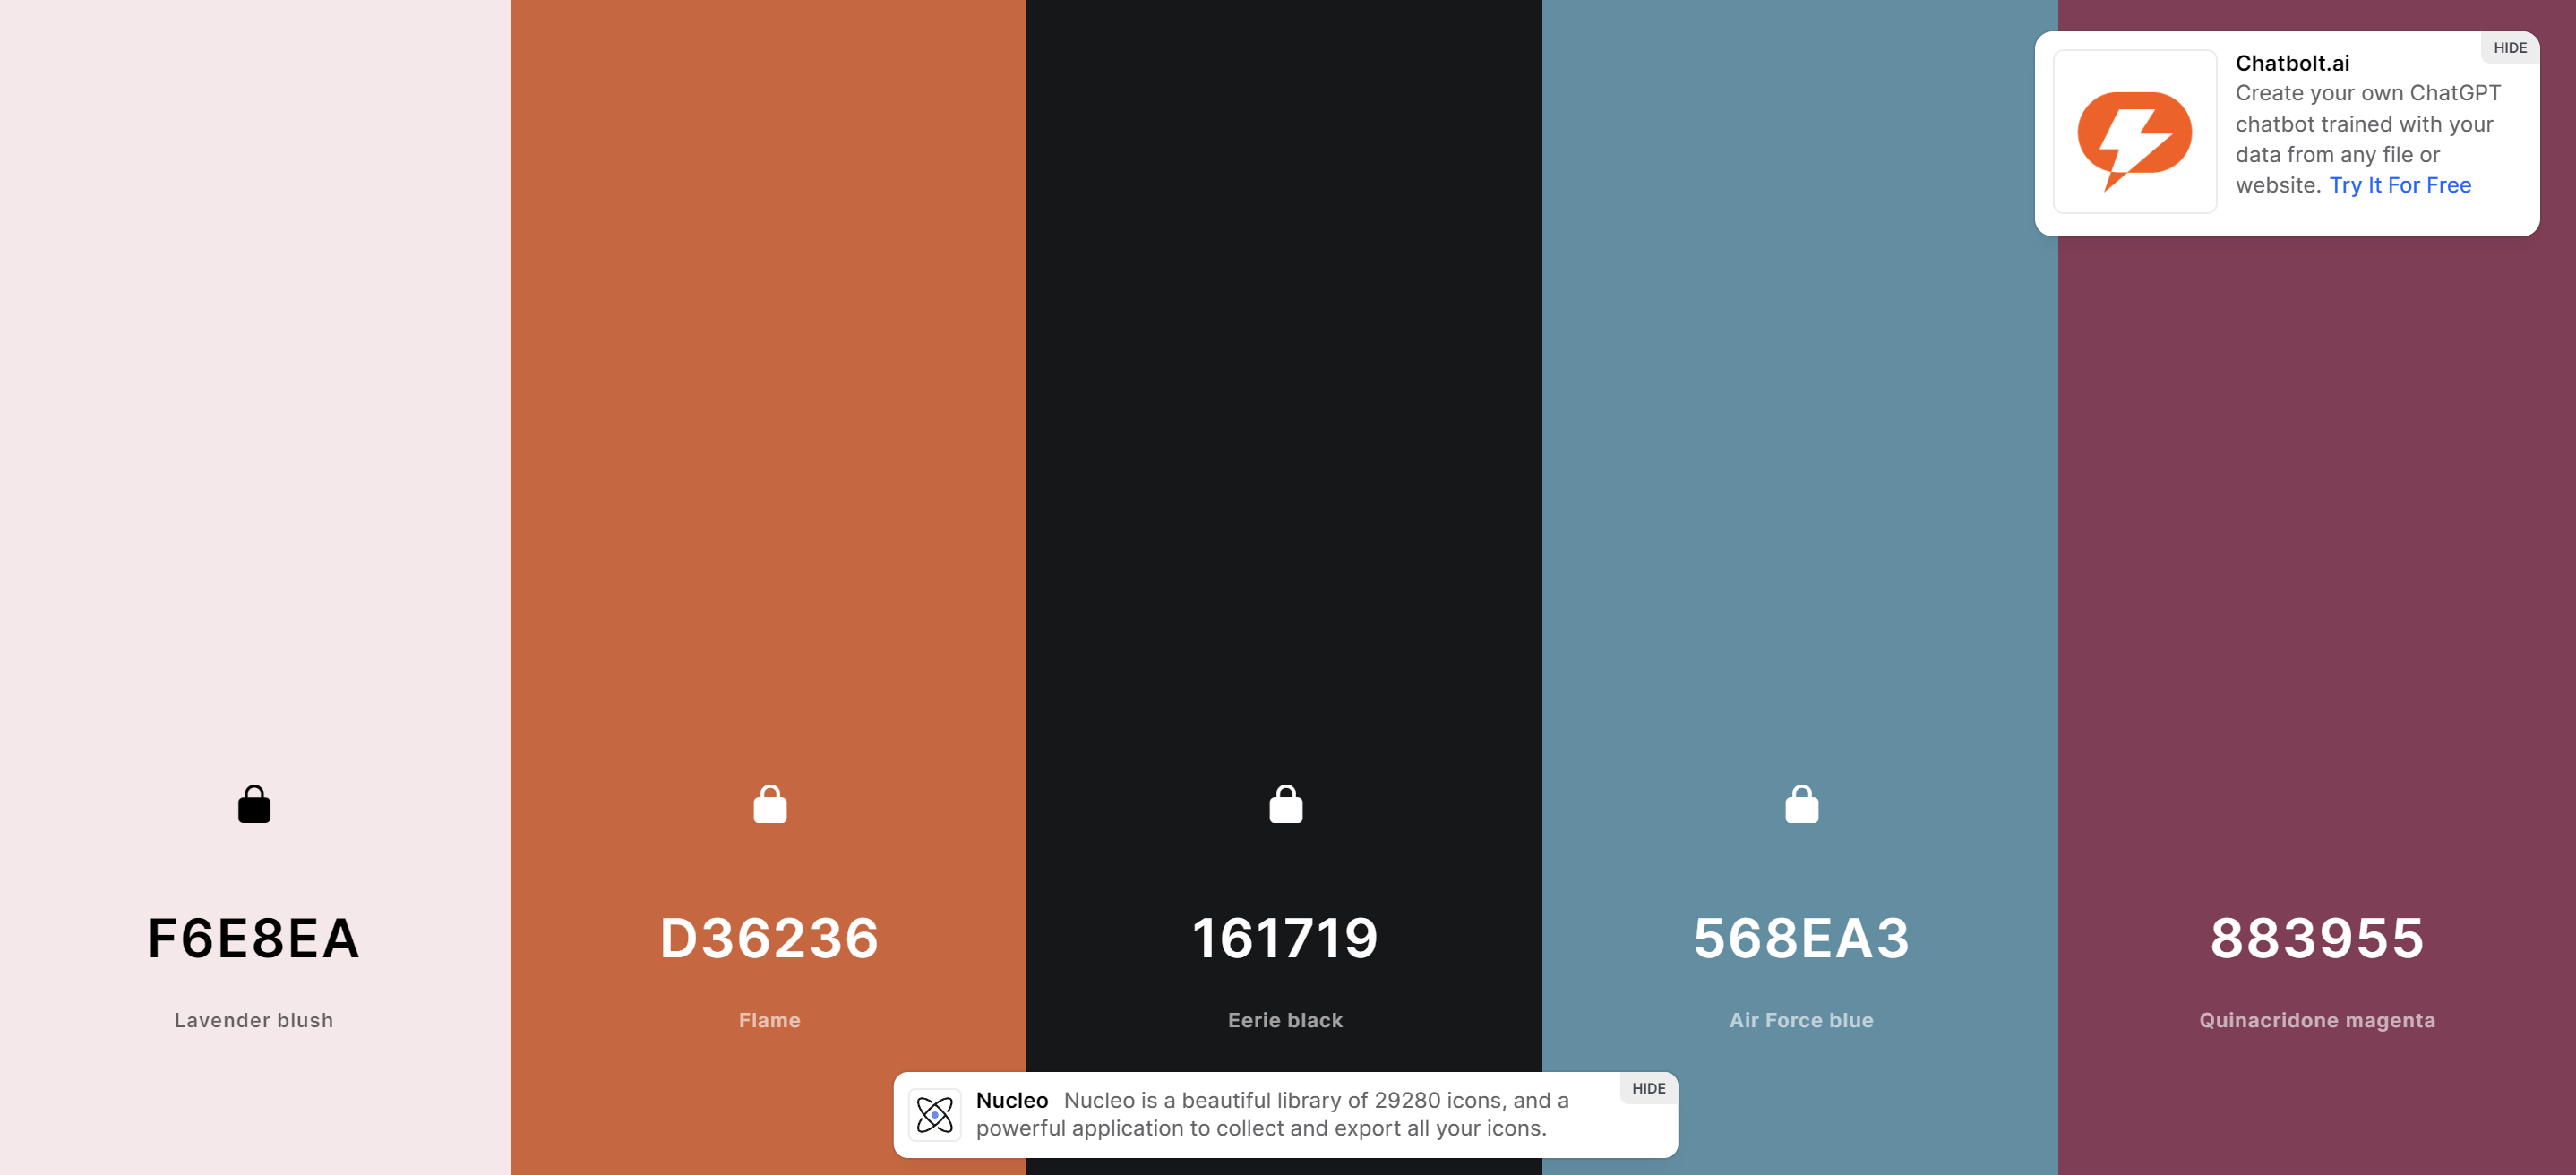 HIDE
Chatbolt.ai
Create your own ChatGPT
chatbot trained with your
data from any file or
website. Try It For Free
F6E8EA
Lavender blush
D36236
Flame
161719
Eerie black
568EA3
Air Force blue
883955
Quinacridone magenta
HIDE
Nucleo Nucleo is a beautiful library of 29280 icons, and a
powerful application to collect and export all your icons.